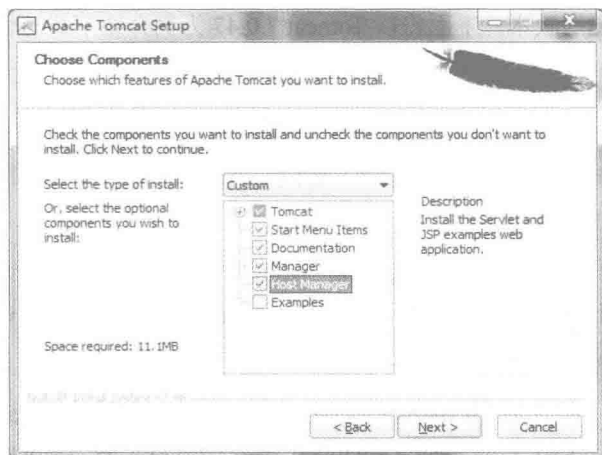 Apache Tomcat Setup
Choose Components
Choose which features of Apache Tomcat you want to install.
Check the components you want to install and uncheck the components you don't want to
install. Click Next to continue.
Select the type of install:
Custom
Or, select the optional
components you wish to
install:
Tomcat
Start Menu Items
Documentation
Manager
Host Manager
Examples
Description
Install the Servlet and
JSP examples web
application.
Space required: 11.1MB
< Back
Next >
Cancel